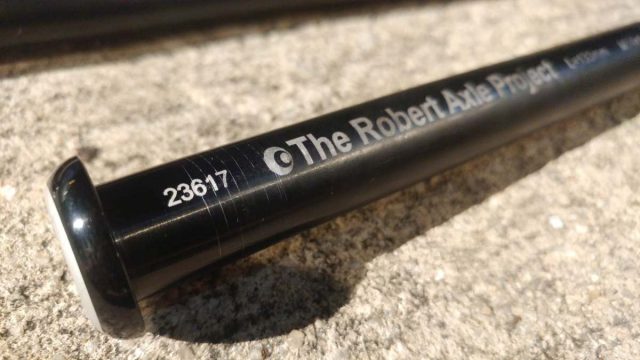 23617
The Robert Axle Project